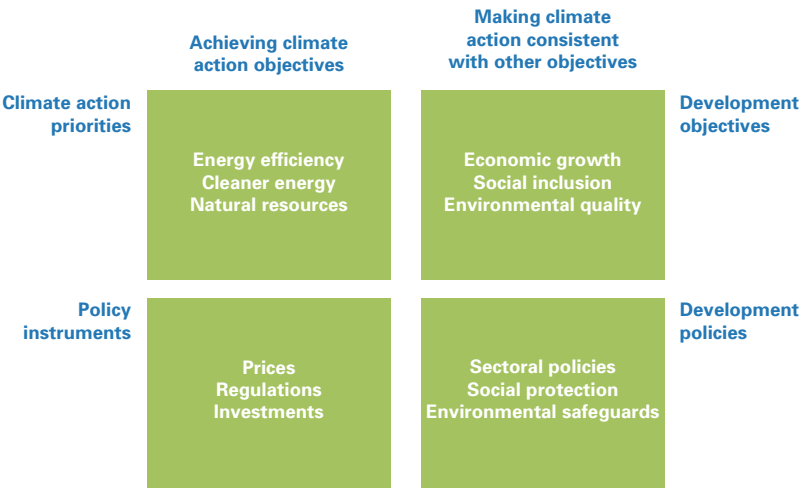 Achieving climate
action objectives
Making climate
action consistent
with other objectives
Climate action
priorities
Energy efficiency
Cleaner energy
Natural resources
Economic growth
Social inclusion
Environmental quality
Development
objectives
Policy
instruments
Prices
Regulations
Investments
Sectoral policies
Social protection
Environmental safeguards
Development
policies